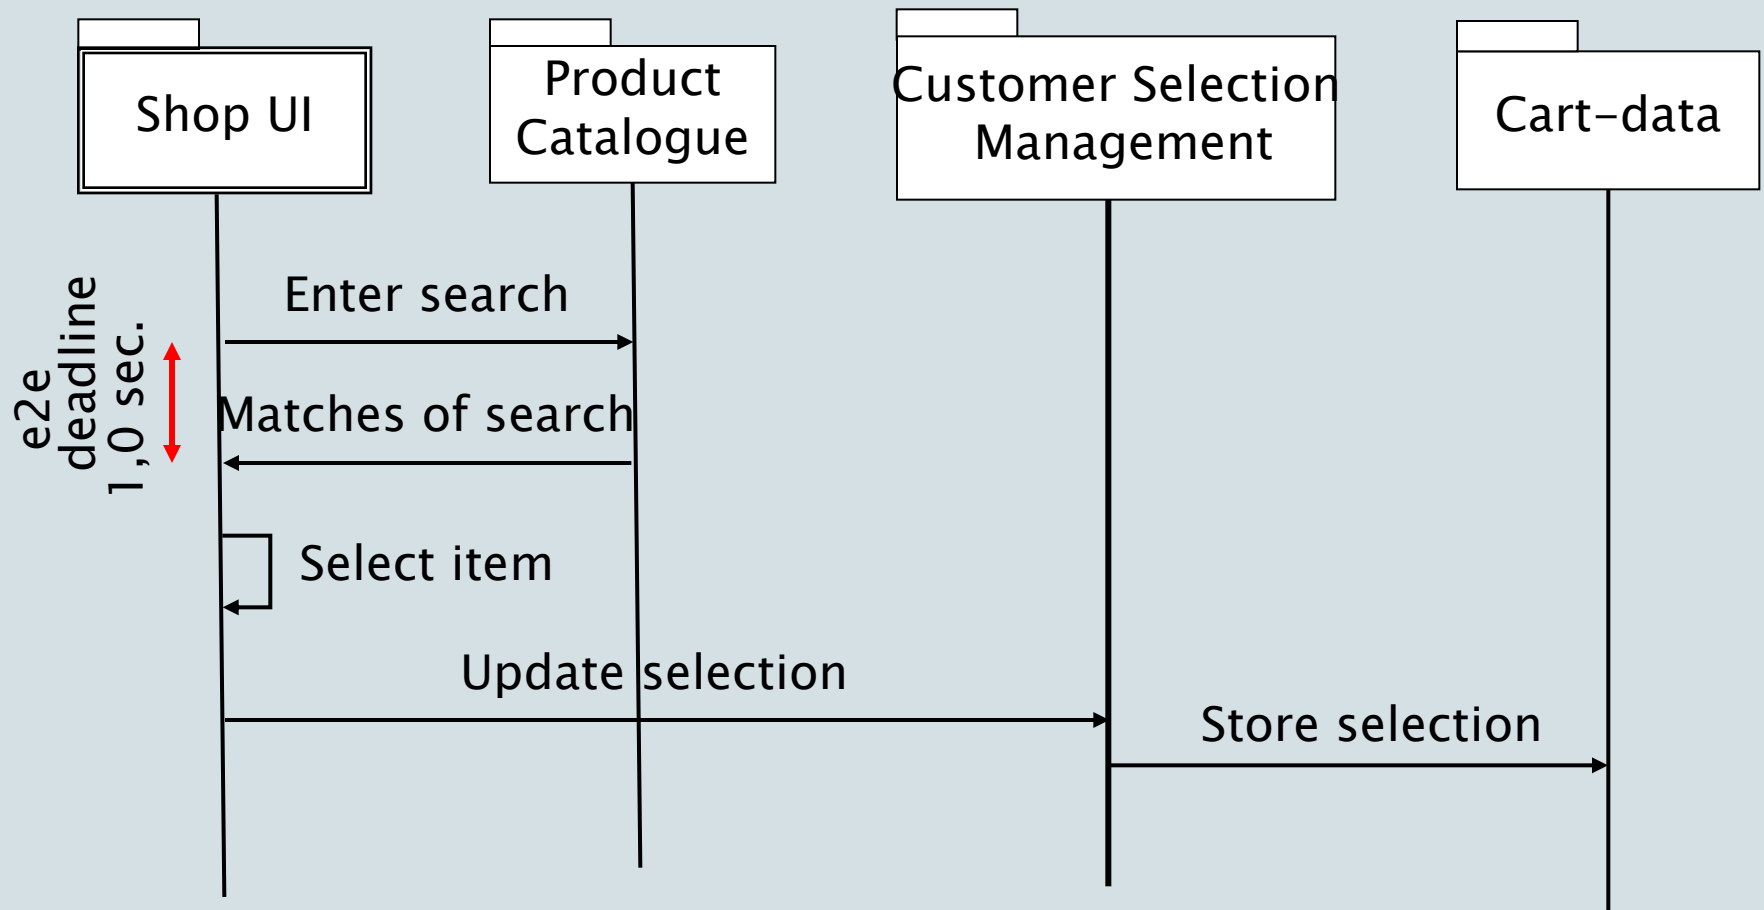 Shop UI
Product
Catalogue
Customer Selection
Management
Cart-data
Enter search
e2e
deadline
1,0 sec.
Matches of search
Select item
Update selection
Store selection